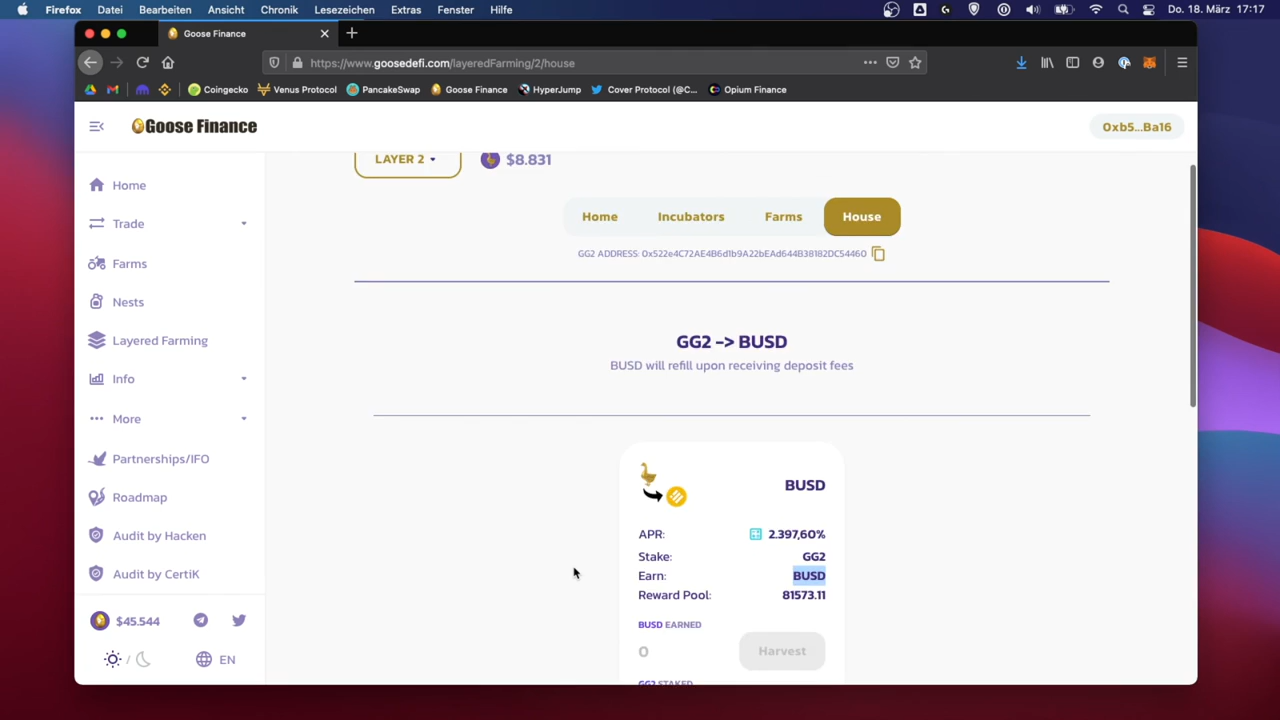 Firefox Datei Bearbeiten Ansicht Chronik Lesezeichen Extras Fenster Hilfe Do. 18. März 17:17
Goose Finance
https://www.goosedefi.com/layeredFarming/2/house
Coingecko Venus Protocol PancakeSwap Goose Finance HyperJump Cover Protocol (@C... Opium Finance
Goose Finance 0xb5...Ba16
LAYER 2 $8.831
Home Incubators Farms House
GG2 ADDRESS: 0x522e4C72AE4B6d1b9A22bEAd644B38182DC54460
GG2 -> BUSD
BUSD will refill upon receiving deposit fees
BUSD
APR: 2.397,60%
Stake: GG2
Earn: BUSD
Reward Pool: 81573.11
BUSD EARNED
0 Harvest
GG2 STAKED
Home
Trade
Farms
Nests
Layered Farming
Info
More
Partnerships/IFO
Roadmap
Audit by Hacken
Audit by CertiK
$45.544
/ EN